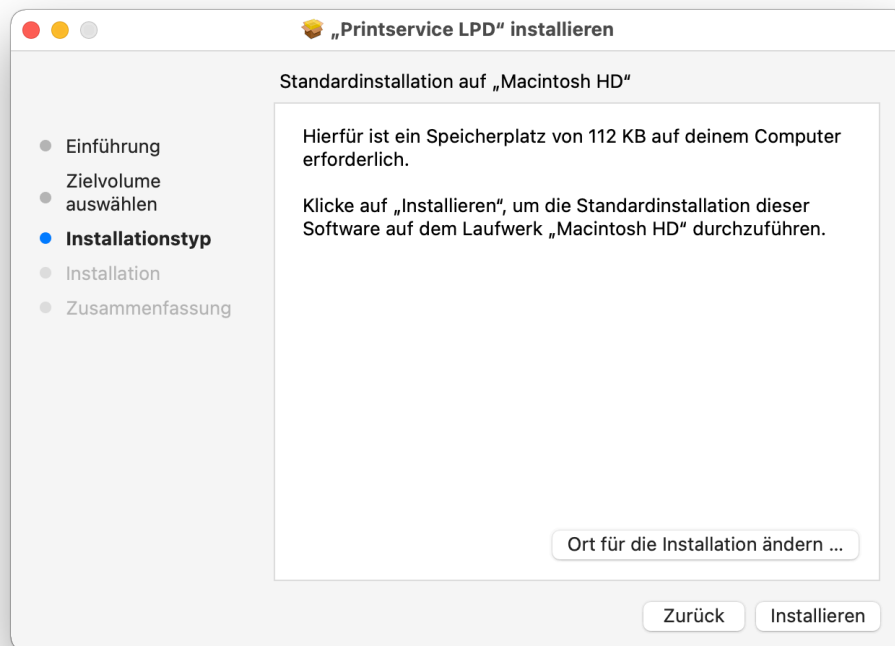 „Printservice LPD“ installieren
Standardinstallation auf „Macintosh HD“
Einführung
Zielvolume
auswählen
Installationstyp
Installation
Zusammenfassung
Hierfür ist ein Speicherplatz von 112 KB auf deinem Computer
erforderlich.
Klicke auf „Installieren“, um die Standardinstallation dieser
Software auf dem Laufwerk „Macintosh HD“ durchzuführen.
Ort für die Installation ändern ...
Zurück
Installieren